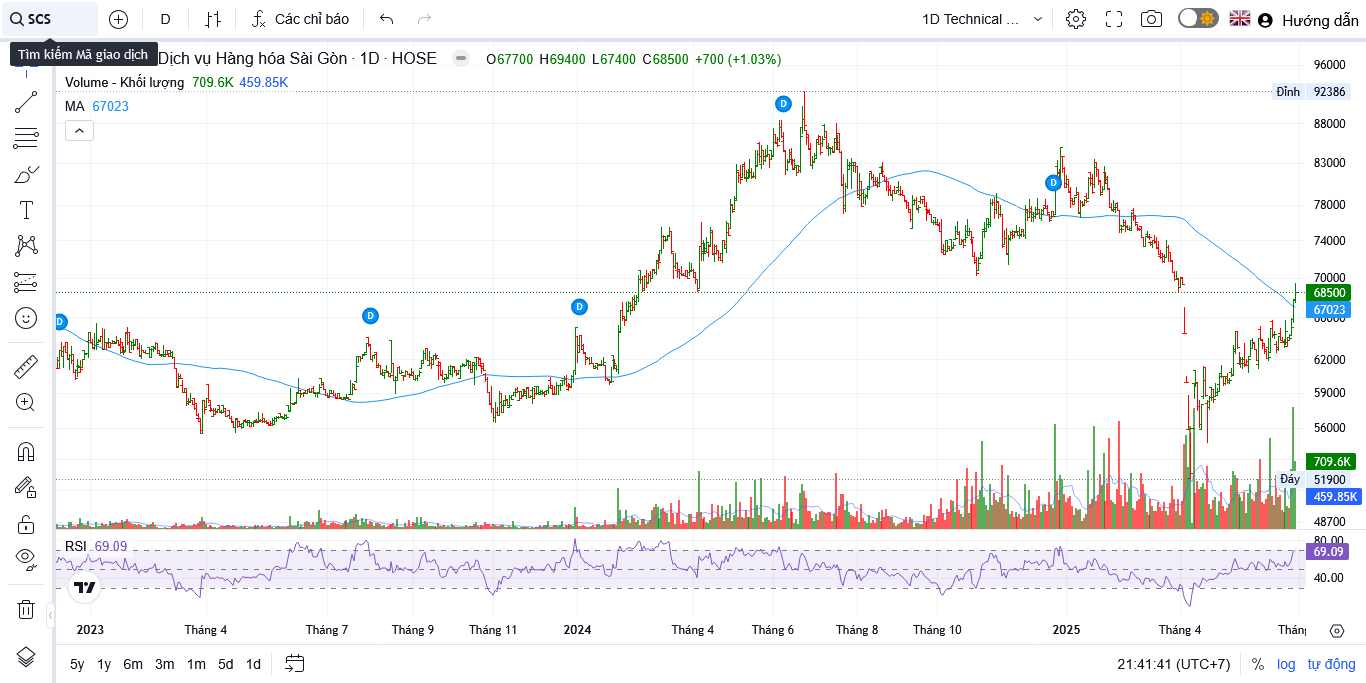 SCS
D
Các chỉ báo
1D Technical ...
Hướng dẫn
Tìm kiếm Mã giao dịch
Dịch vụ Hàng hóa Sài Gòn · 1D · HOSE
O67700 H69400 L67400 C68500 +700 (+1.03%)
Volume - Khối lượng 709.6K 459.85K
MA 67023
96000
Đỉnh 92386
88000
83000
78000
74000
70000
68500
67023
66000
62000
59000
56000
709.6K
Đáy 51900
459.85K
48700
D
D
D
D
D
RSI 69.09
80.00
69.09
40.00
2023 Tháng 4 Tháng 7 Tháng 9 Tháng 11 2024 Tháng 4 Tháng 6 Tháng 8 Tháng 10 2025 Tháng 4 Thán
5y 1y 6m 3m 1m 5d 1d
21:41:41 (UTC+7) % log tự động